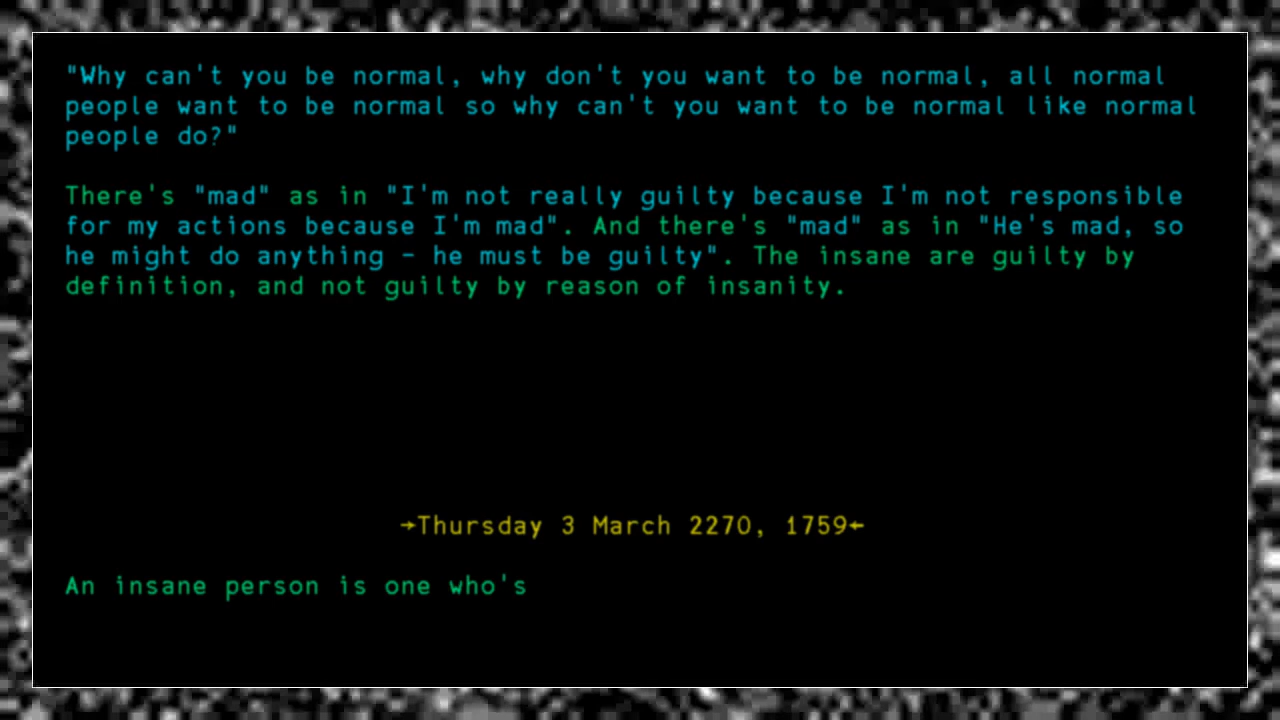 "Why can't you be normal, why don't you want to be normal, all normal
people want to be normal so why can't you want to be normal like normal
people do?"
There's "mad" as in "I'm not really guilty because I'm not responsible
for my actions because I'm mad". And there's "mad" as in "He's mad, so
he might do anything - he must be guilty". The insane are guilty by
definition, and not guilty by reason of insanity.
→Thursday 3 March 2270, 1759←
An insane person is one who's